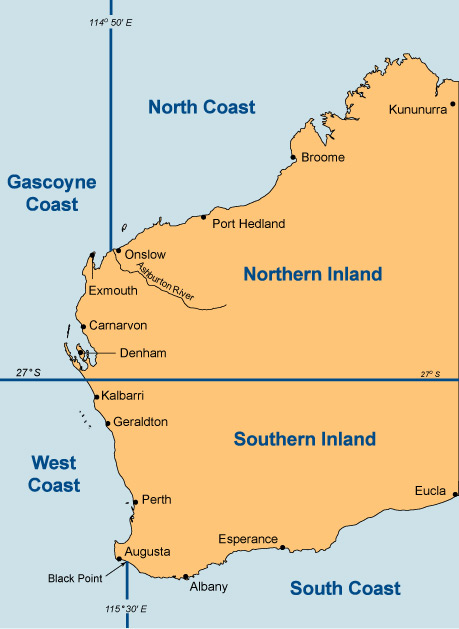 114° 50' E
North Coast
Kununurra
Broome
Gascoyne
Coast
Port Hedland
Onslow
Ashburton River
Northern Inland
Exmouth
Carnarvon
Denham
27° S
27° S
Kalbarri
Geraldton
Southern Inland
West
Coast
Eucla
Perth
Esperance
Augusta
Black Point
Albany
South Coast
115° 30' E